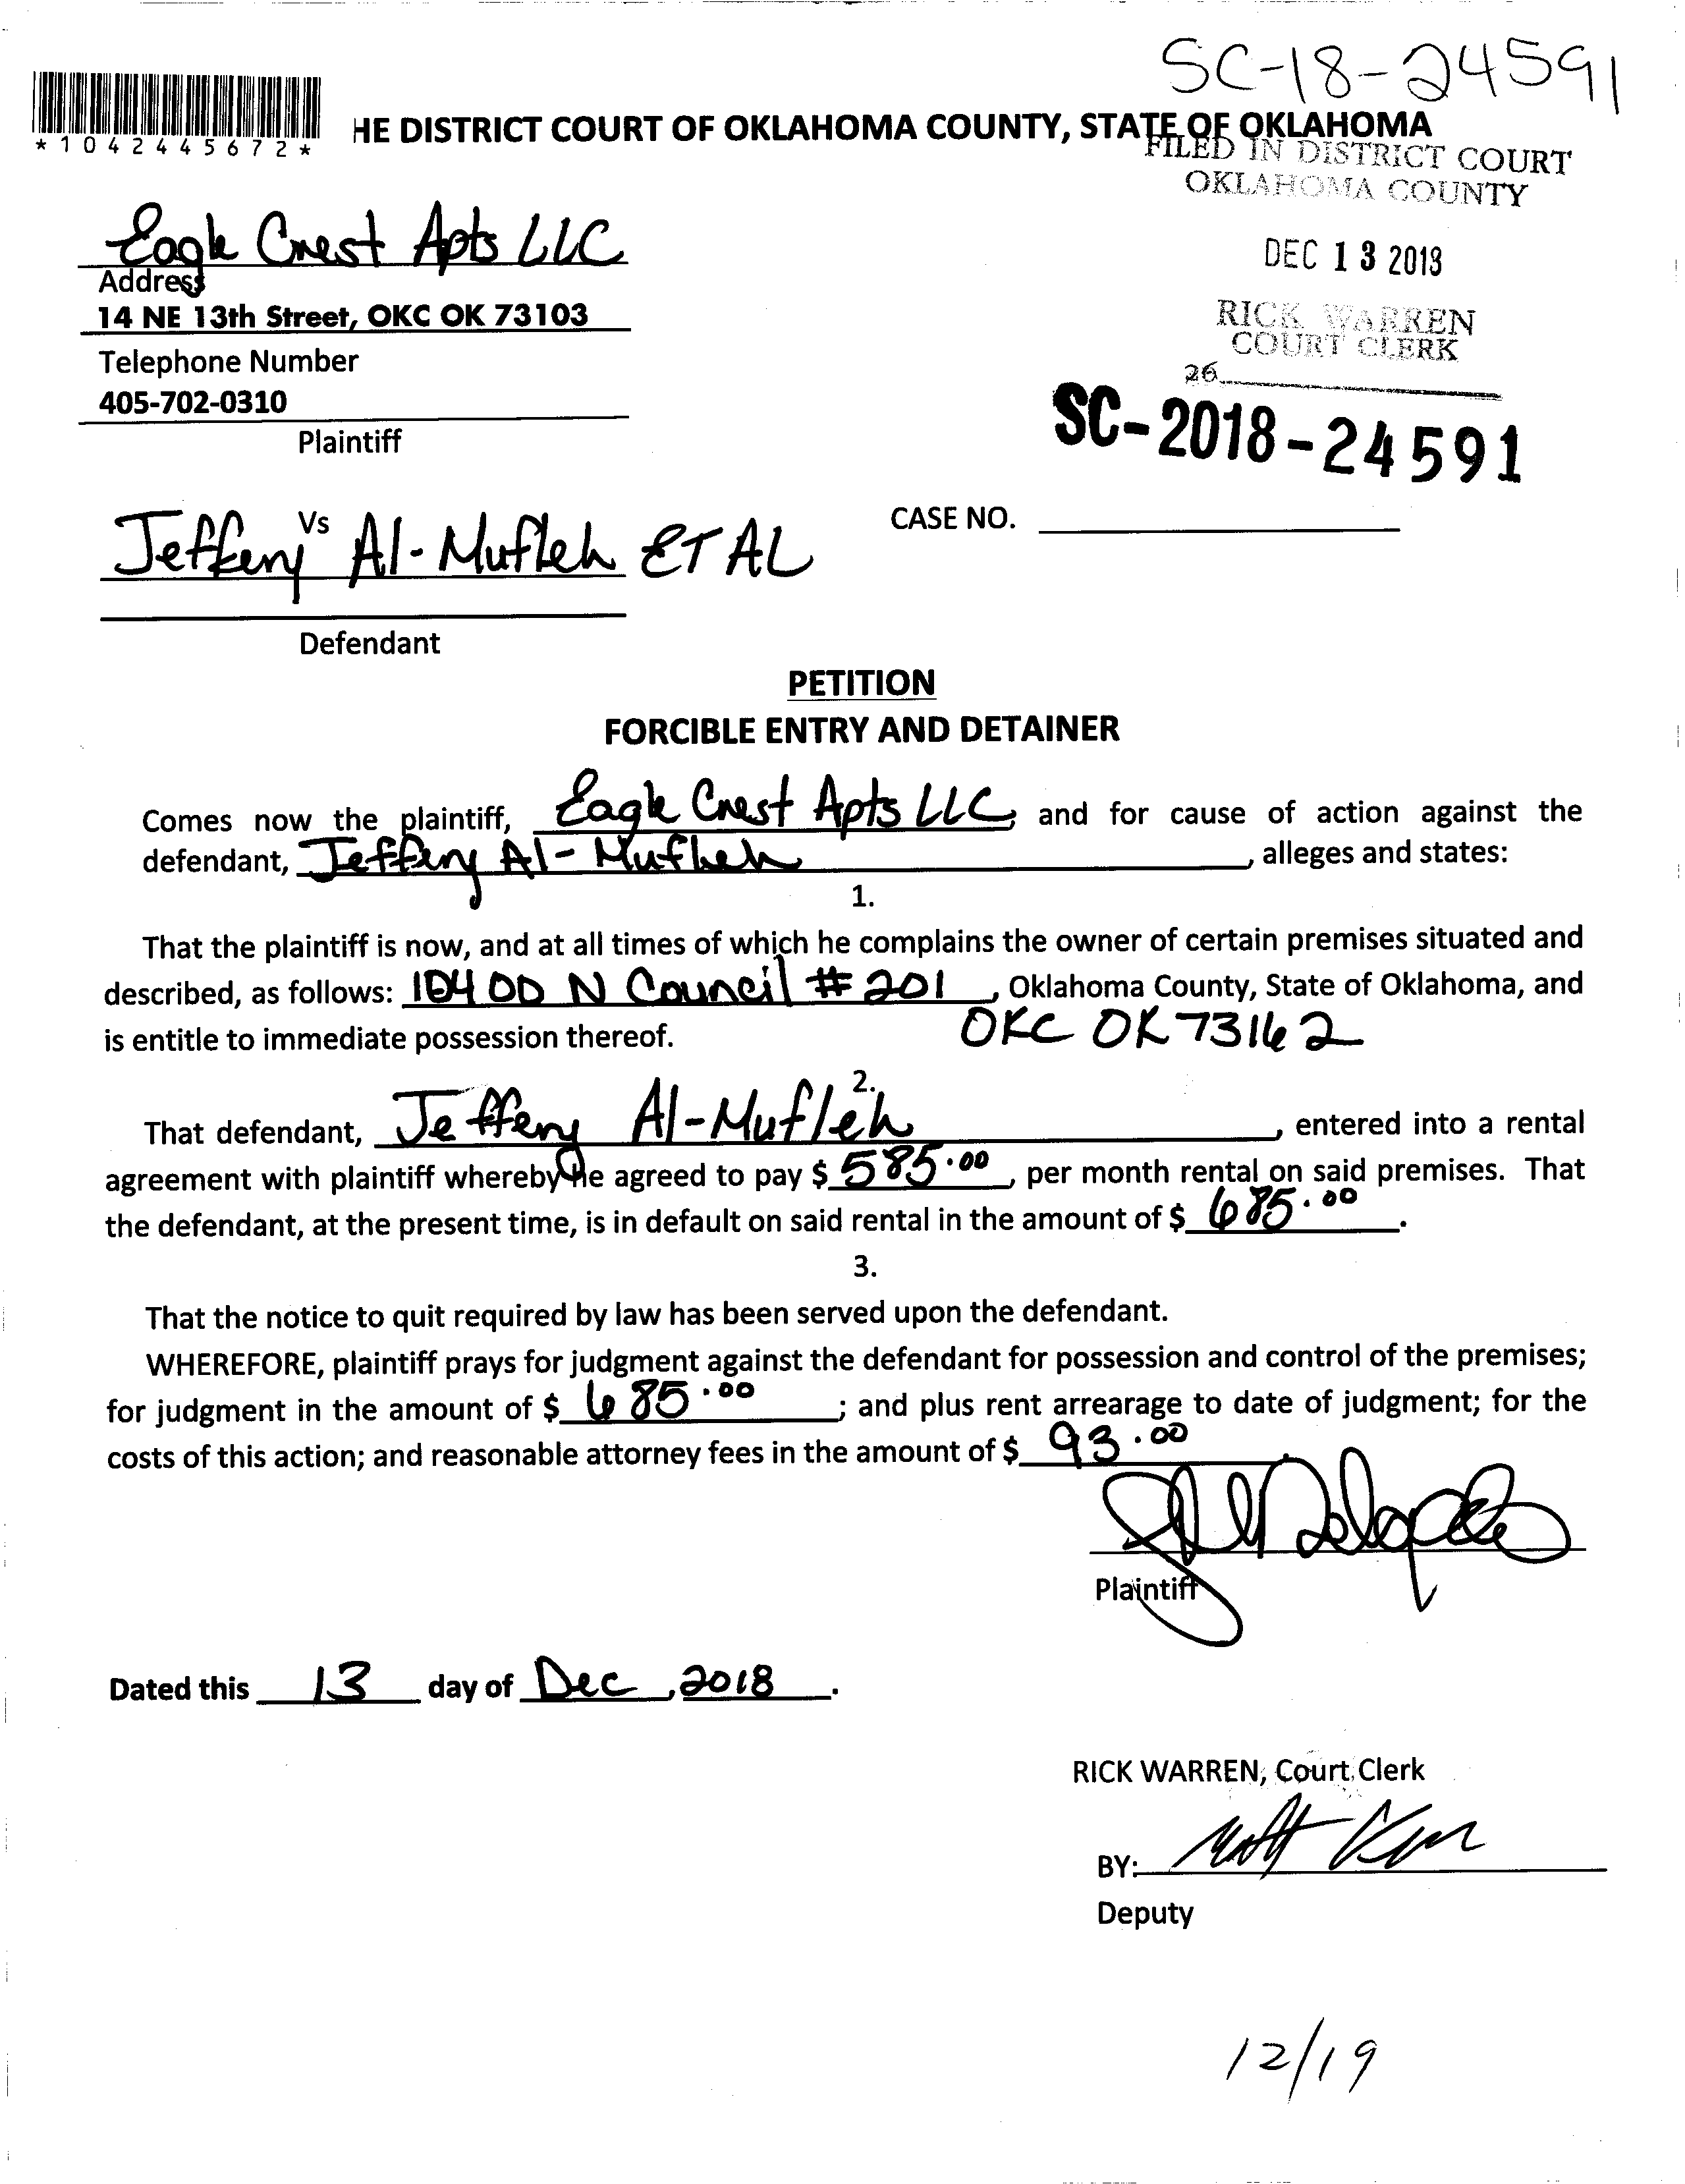 SC-18-24591
*1042445672*
HE DISTRICT COURT OF OKLAHOMA COUNTY, STATE OF OKLAHOMA
FILED IN DISTRICT COURT
OKLAHOMA COUNTY
Eagle Crest Apts LLC
DEC 13 2018
Address
14 NE 13th Street, OKC OK 73103
RICK WARREN
COURT CLERK
Telephone Number
26
405-702-0310
SC-2018-24591
Plaintiff
Vs
CASE NO.
Jeffery Al-Mufleh ET AL
Defendant
PETITION
FORCIBLE ENTRY AND DETAINER
Comes now the plaintiff, Eagle Crest Apts LLC, and for cause of action against the
defendant, Jeffery Al-Mufleh, alleges and states:
1.
That the plaintiff is now, and at all times of which he complains the owner of certain premises situated and
described, as follows: 10400 N Council # 201, Oklahoma County, State of Oklahoma, and
is entitle to immediate possession thereof. OKC OK 73162
2.
That defendant, Jeffery Al-Mufleh, entered into a rental
agreement with plaintiff whereby he agreed to pay $ 585.00, per month rental on said premises. That
the defendant, at the present time, is in default on said rental in the amount of $ 685.00.
3.
That the notice to quit required by law has been served upon the defendant.
WHEREFORE, plaintiff prays for judgment against the defendant for possession and control of the premises;
for judgment in the amount of $ 685.00; and plus rent arrearage to date of judgment; for the
costs of this action; and reasonable attorney fees in the amount of $ 93.00
Plaintiff
Dated this 13 day of Dec, 2018.
RICK WARREN, Court Clerk
BY:
Deputy
12/19